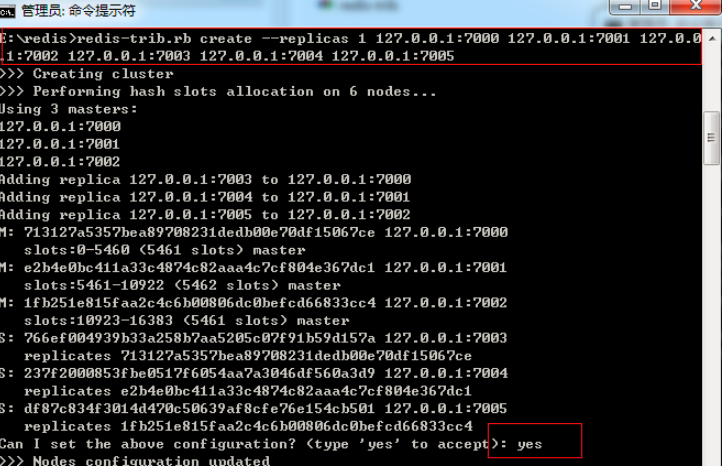 管理员: 命令提示符
E:\redis>redis-trib.rb create --replicas 1 127.0.0.1:7000 127.0.0.1:7001 127.0.0
.1:7002 127.0.0.1:7003 127.0.0.1:7004 127.0.0.1:7005
>>> Creating cluster
>>> Performing hash slots allocation on 6 nodes...
Using 3 masters:
127.0.0.1:7000
127.0.0.1:7001
127.0.0.1:7002
Adding replica 127.0.0.1:7003 to 127.0.0.1:7000
Adding replica 127.0.0.1:7004 to 127.0.0.1:7001
Adding replica 127.0.0.1:7005 to 127.0.0.1:7002
M: 713127a5357bea89708231dedb00e70df15067ce 127.0.0.1:7000
   slots:0-5460 (5461 slots) master
M: e2b4e0bc411a33c4874c82aaa4c7cf804e367dc1 127.0.0.1:7001
   slots:5461-10922 (5462 slots) master
M: 1fb251e815faa2c4c6b00806dc0befcd66833cc4 127.0.0.1:7002
   slots:10923-16383 (5461 slots) master
S: 766ef004939b33a258b7aa5205c07f91b59d157a 127.0.0.1:7003
   replicates 713127a5357bea89708231dedb00e70df15067ce
S: 237f2000853fbe0517f6054aa7a3046df560a3d9 127.0.0.1:7004
   replicates e2b4e0bc411a33c4874c82aaa4c7cf804e367dc1
S: df87c834f3014d470c50639af8cfe76e154cb501 127.0.0.1:7005
   replicates 1fb251e815faa2c4c6b00806dc0befcd66833cc4
Can I set the above configuration? (type 'yes' to accept): yes
>>> Nodes configuration updated